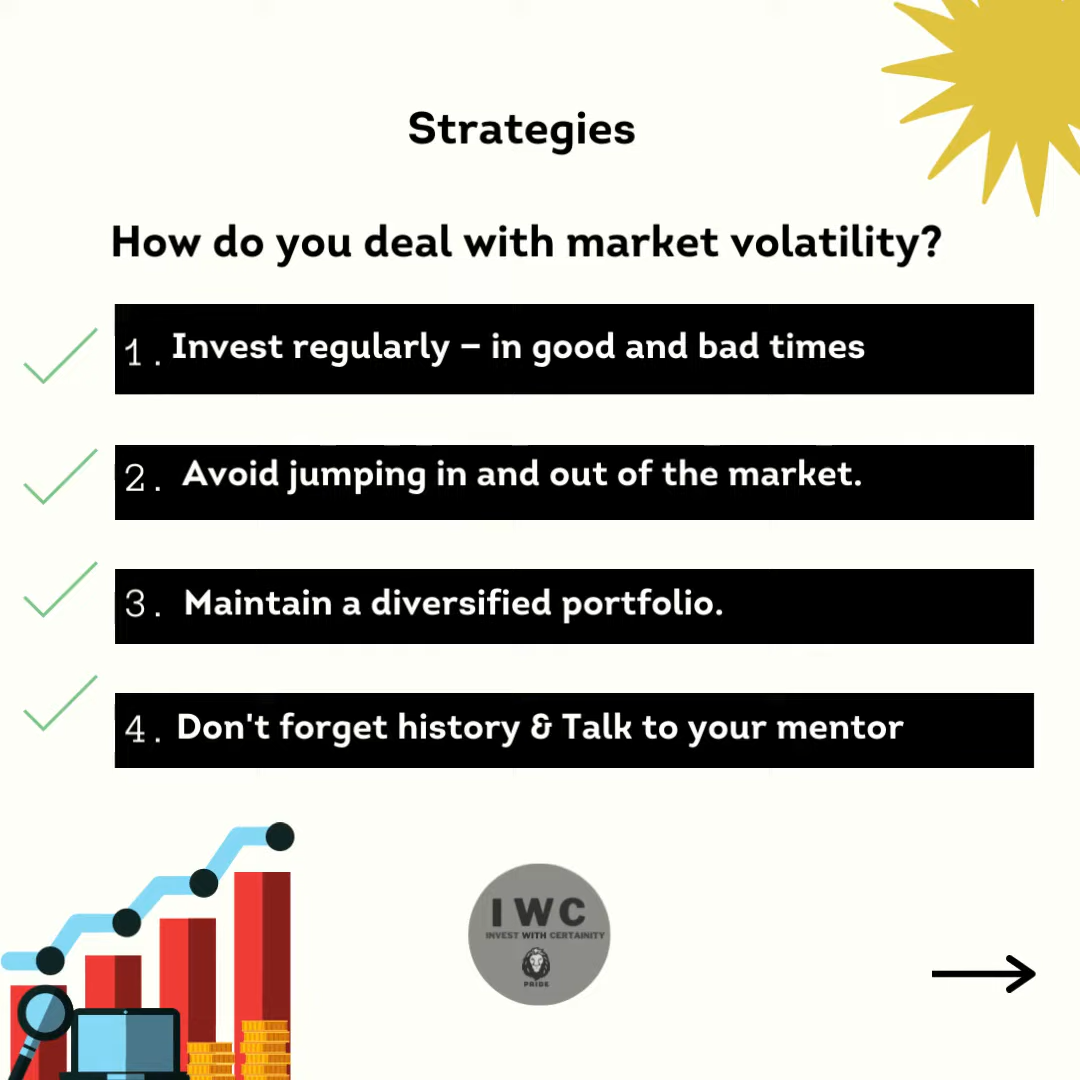 Strategies
How do you deal with market volatility?
1. Invest regularly – in good and bad times
2. Avoid jumping in and out of the market.
3. Maintain a diversified portfolio.
4. Don't forget history & Talk to your mentor
I W C
INVEST WITH CERTAINITY
PRIDE